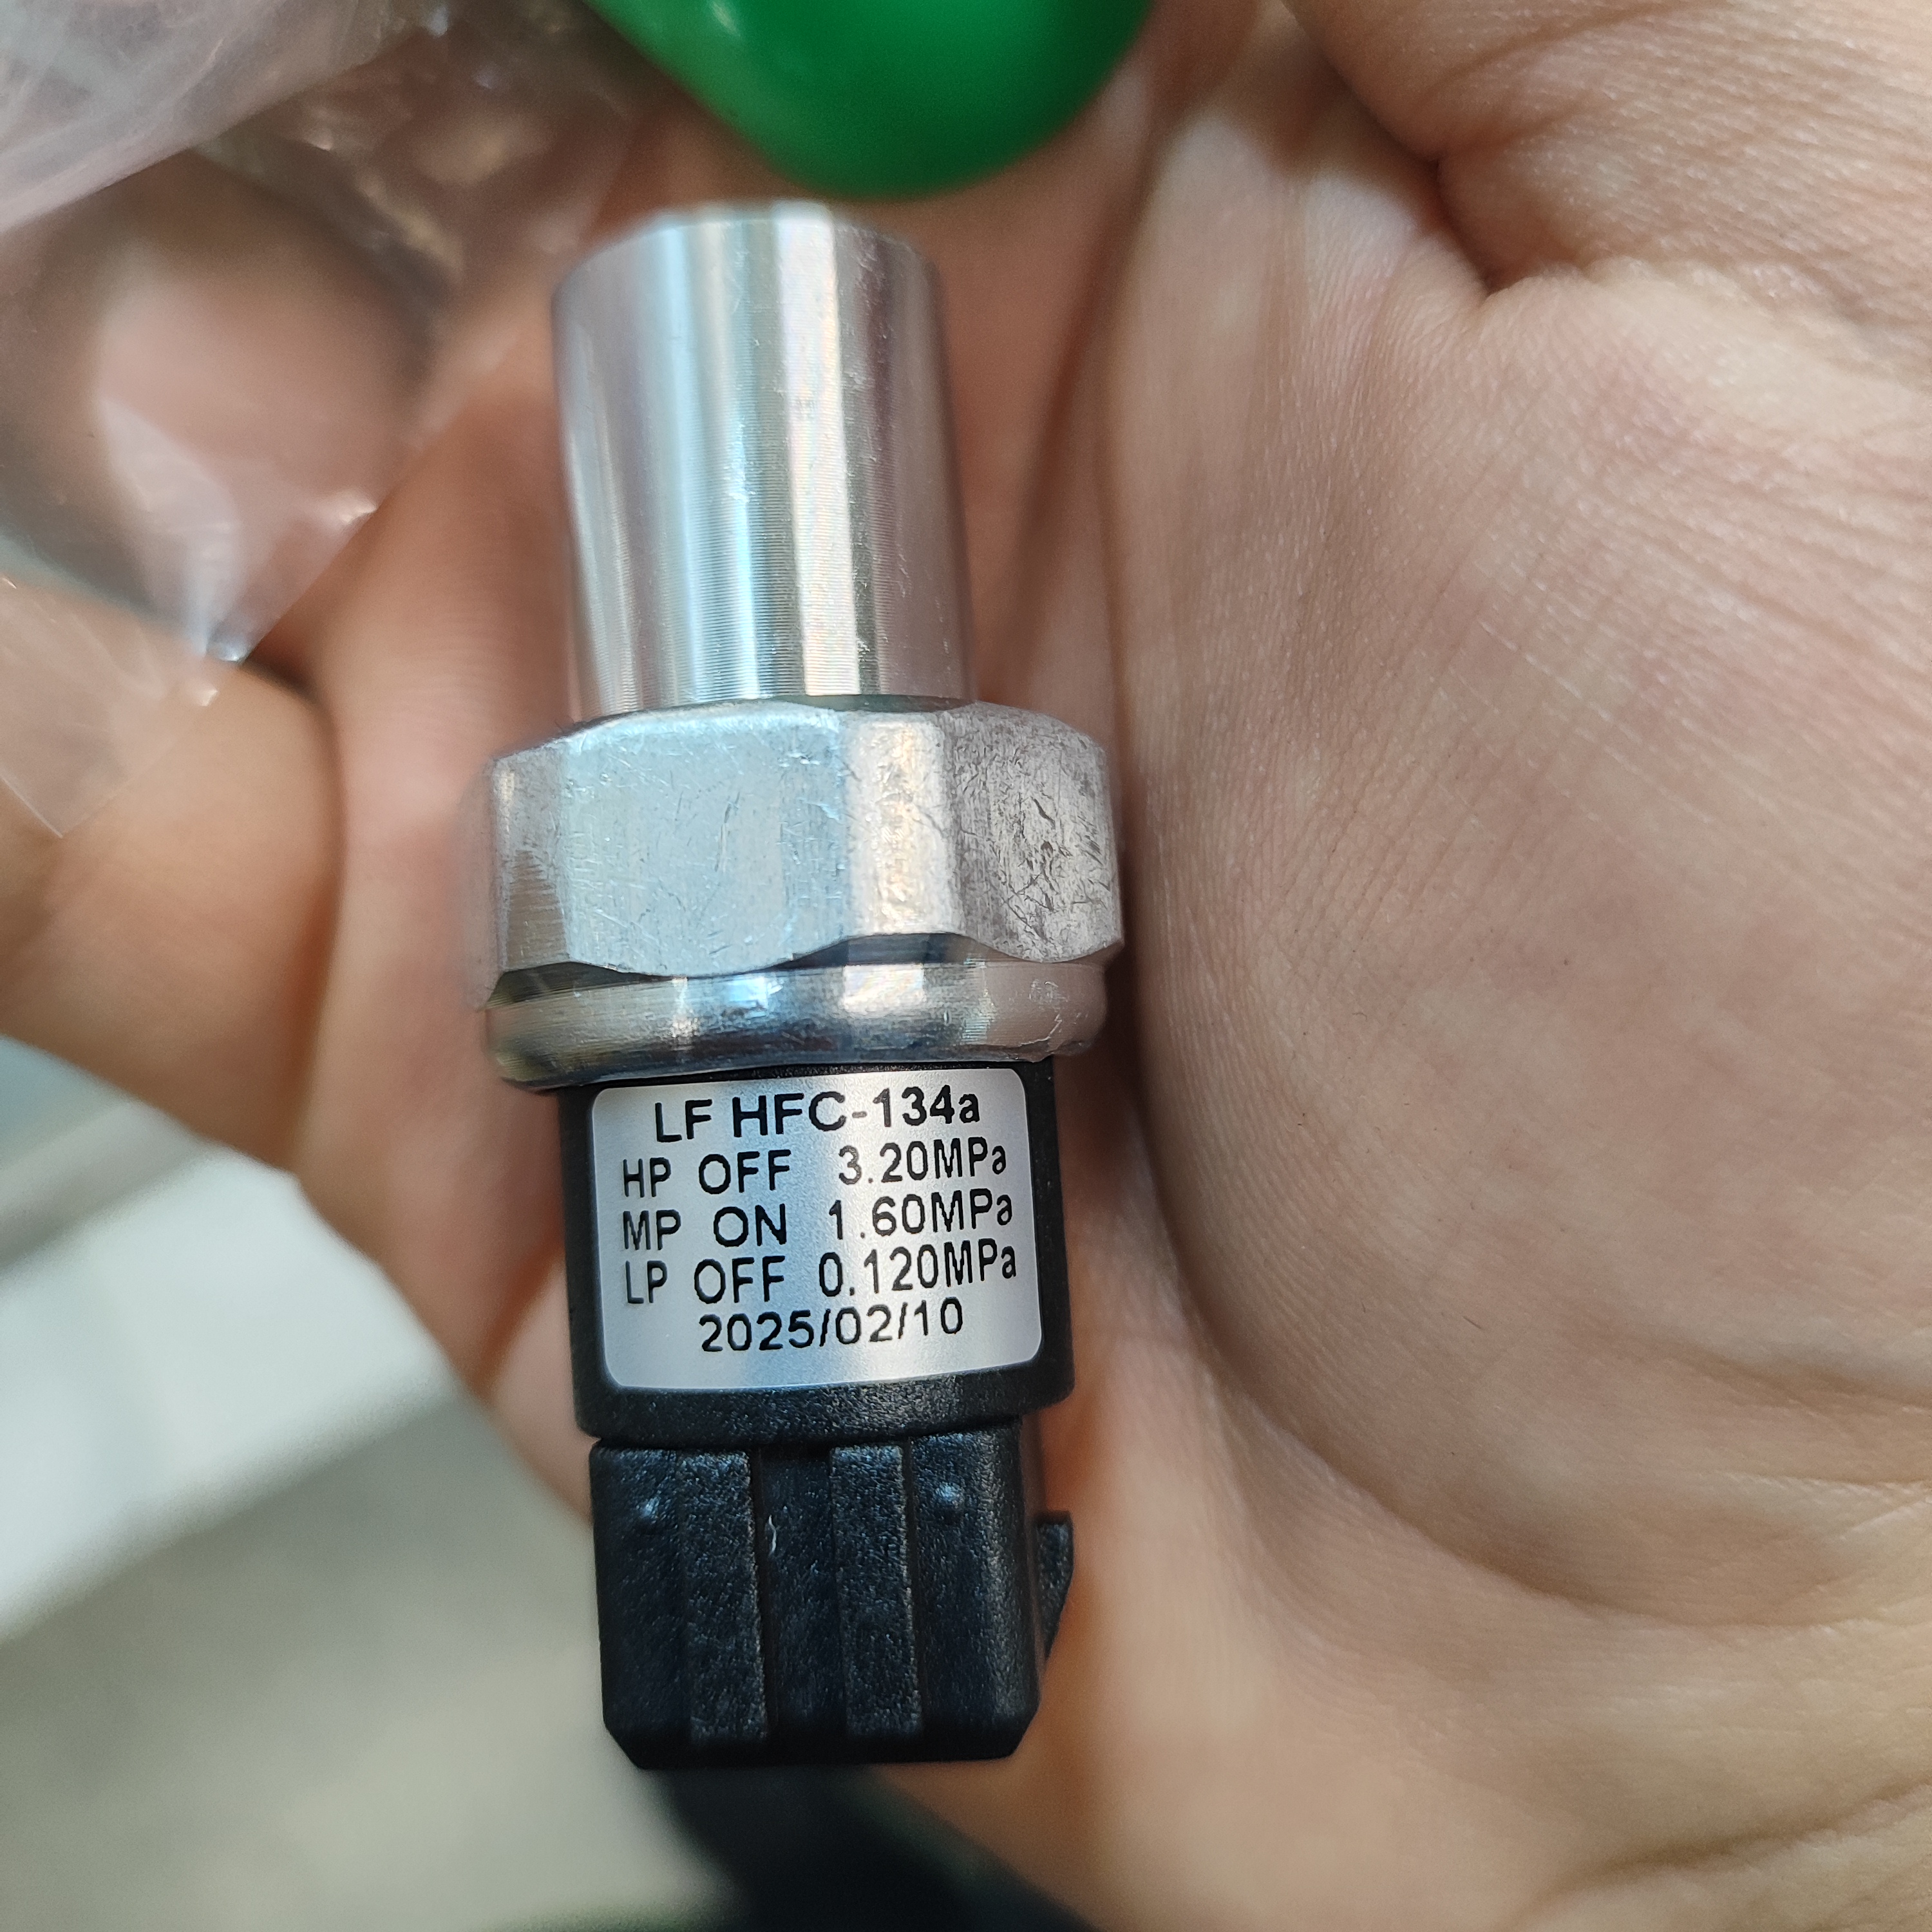 LF HFC-134a
HP OFF 3.20MPa
MP ON 1.60MPa
LP OFF 0.120MPa
2025/02/10